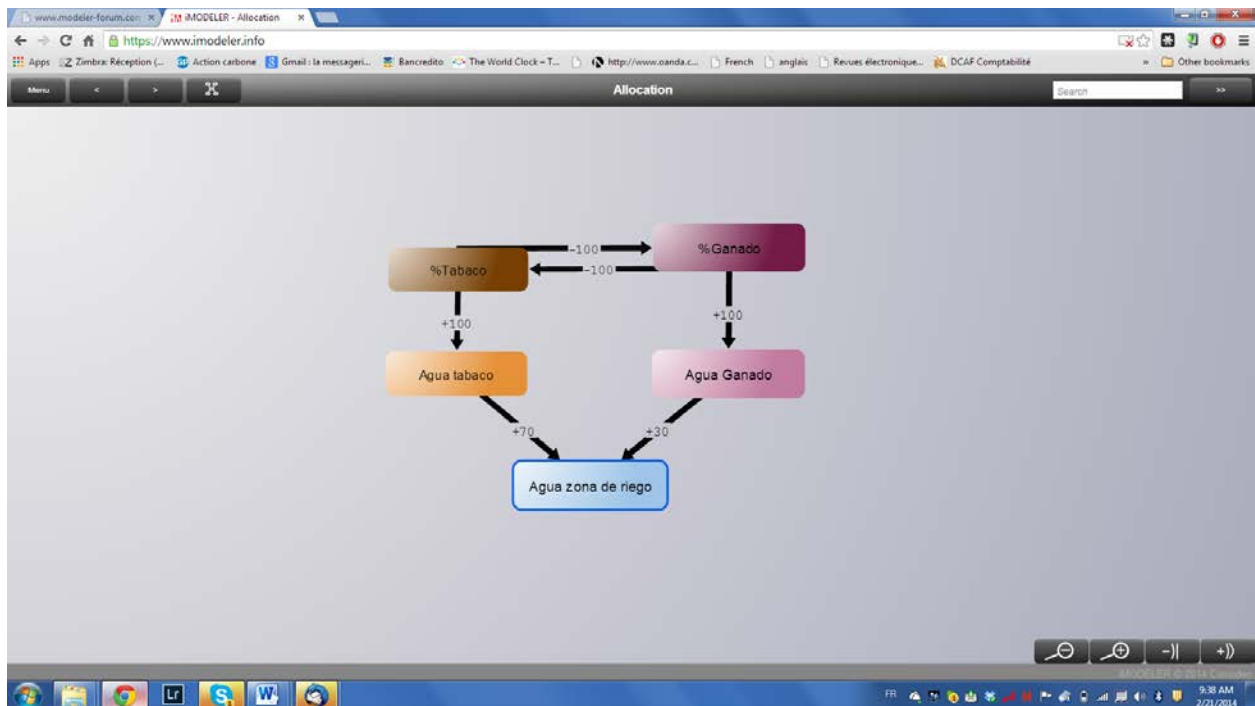 www.modeler-forum.com
iMODELER - Allocation
https://www.imodeler.info
Apps
Zimbra: Réception (...
Action carbone
Gmail : la messageri...
Bancredito
The World Clock – T...
http://www.oanda.c...
French
anglais
Revues électronique...
DCAF Comptabilité
»
Other bookmarks
Menu
<
>
Allocation
Search
>>
-100
%Ganado
%Tabaco
-100
+100
+100
Agua tabaco
Agua Ganado
+70
+30
Agua zona de riego
-)|
+))
Lr
S
W
FR
9:38 AM
2/21/2014